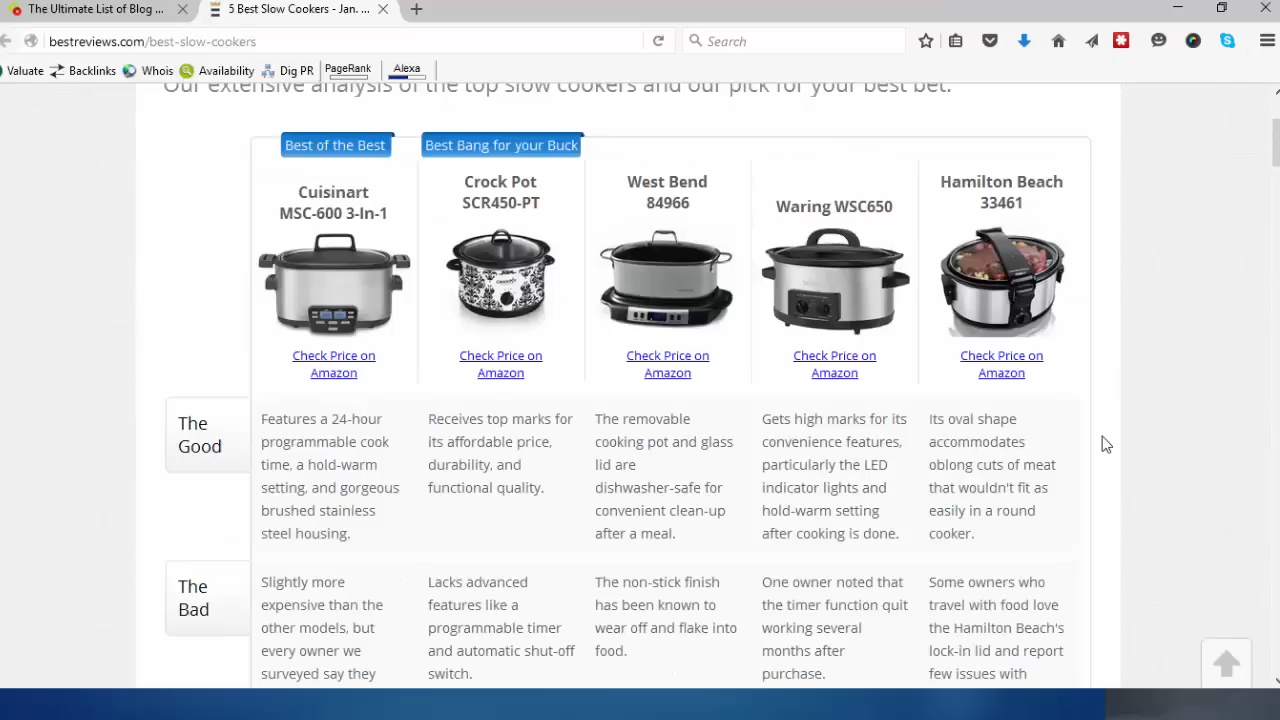 The Ultimate List of Blog ...
5 Best Slow Cookers - Jan. ...
bestreviews.com/best-slow-cookers
Search
Valuate
Backlinks
Whois
Availability
Dig PR
PageRank
Alexa
Our extensive analysis of the top slow cookers and our pick for your best bet.
Best of the Best
Best Bang for your Buck
Cuisinart
MSC-600 3-In-1
Crock Pot
SCR450-PT
West Bend
84966
Waring WSC650
Hamilton Beach
33461
Check Price on
Amazon
Check Price on
Amazon
Check Price on
Amazon
Check Price on
Amazon
Check Price on
Amazon
The
Good
Features a 24-hour
programmable cook
time, a hold-warm
setting, and gorgeous
brushed stainless
steel housing.
Receives top marks for
its affordable price,
durability, and
functional quality.
The removable
cooking pot and glass
lid are
dishwasher-safe for
convenient clean-up
after a meal.
Gets high marks for its
convenience features,
particularly the LED
indicator lights and
hold-warm setting
after cooking is done.
Its oval shape
accommodates
oblong cuts of meat
that wouldn't fit as
easily in a round
cooker.
The
Bad
Slightly more
expensive than the
other models, but
every owner we
surveyed say they
Lacks advanced
features like a
programmable timer
and automatic shut-off
switch.
The non-stick finish
has been known to
wear off and flake into
food.
One owner noted that
the timer function quit
working several
months after
purchase.
Some owners who
travel with food love
the Hamilton Beach's
lock-in lid and report
few issues with